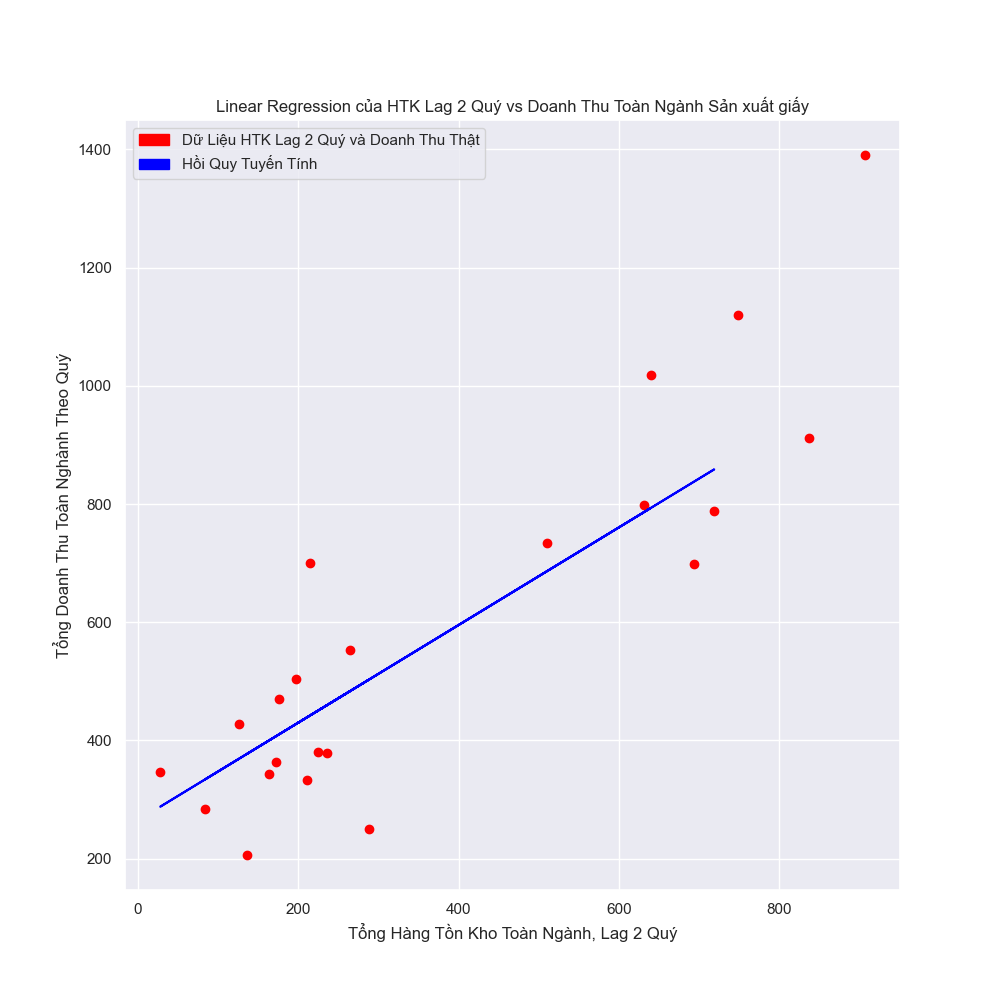 Linear Regression của HTK Lag 2 Quý vs Doanh Thu Toàn Ngành Sản xuất giấy
Dữ Liệu HTK Lag 2 Quý và Doanh Thu Thật
Hồi Quy Tuyến Tính
1400
1200
1000
800
600
400
200
Tổng Doanh Thu Toàn Nghành Theo Quý
0
200
400
600
800
Tổng Hàng Tồn Kho Toàn Ngành, Lag 2 Quý